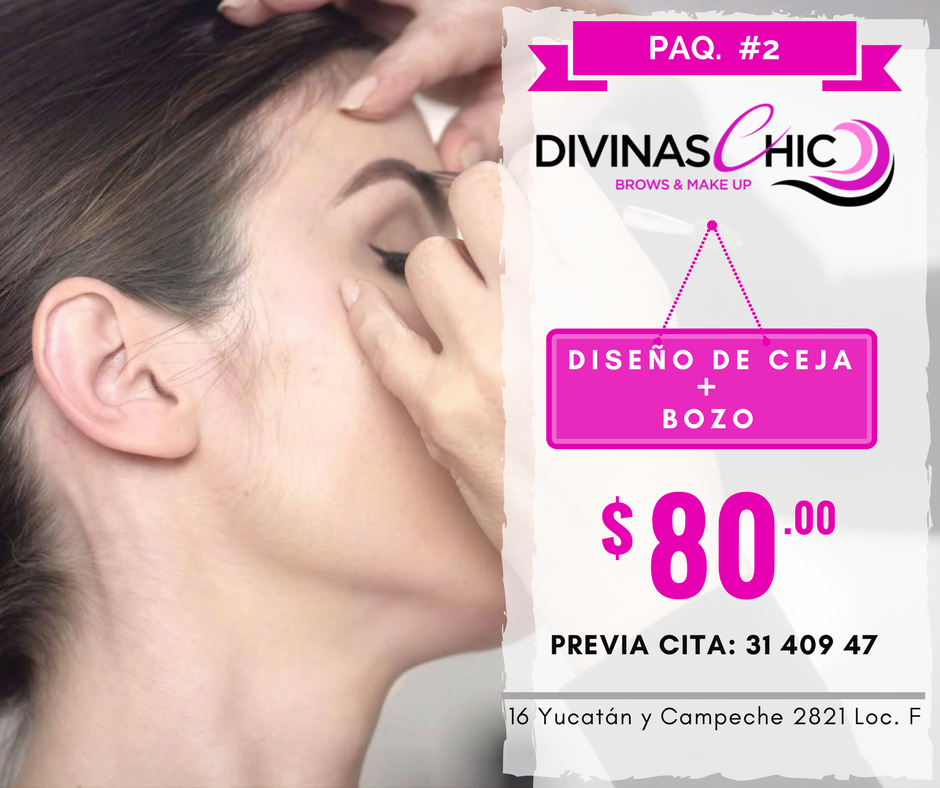 PAQ. #2
DIVINAS CHIC
BROWS & MAKE UP
DISEÑO DE CEJA
+
BOZO
$80.00
PREVIA CITA: 31 409 47
16 Yucatán y Campeche 2821 Loc. F